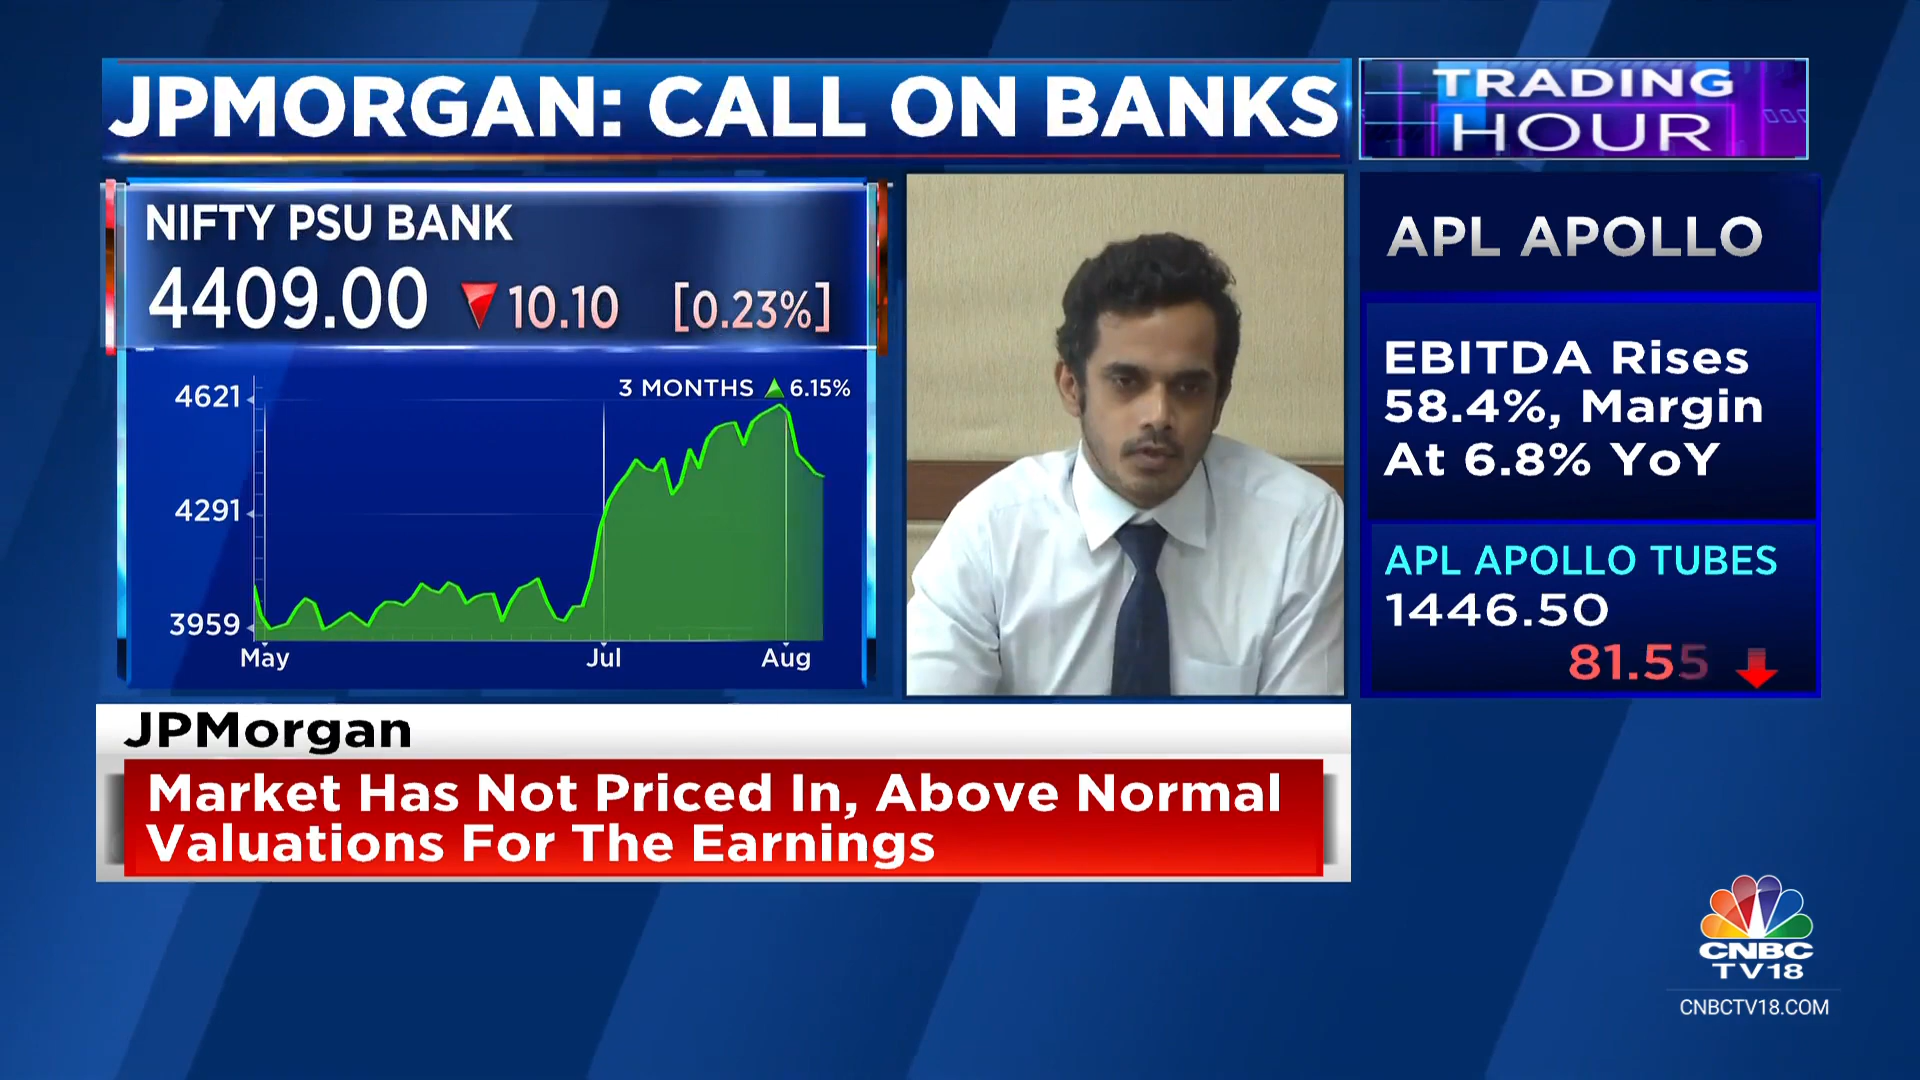 JPMORGAN: CALL ON BANKS
TRADING
HOUR
NIFTY PSU BANK
4409.00 10.10 [0.23%]
3 MONTHS 6.15%
4621
4291
3959
May Jul Aug
APL APOLLO
EBITDA Rises
58.4%, Margin
At 6.8% YoY
APL APOLLO TUBES
1446.50
81.55
JPMorgan
Market Has Not Priced In, Above Normal
Valuations For The Earnings
CNBC
TV18
CNBCTV18.COM